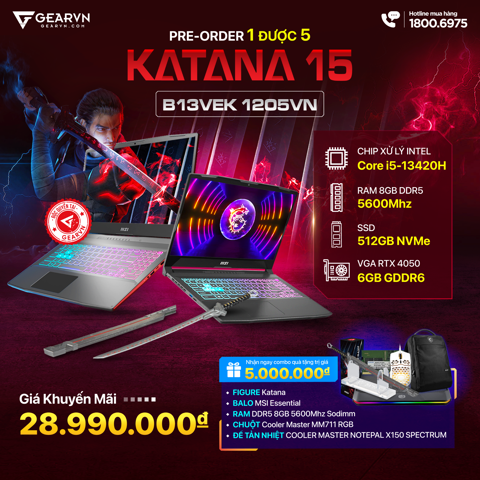 GEARVN
GEARVN.COM
Hotline mua hàng
1800.6975
PRE-ORDER 1 ĐƯỢC 5
KATANA 15
B13VEK 1205VN
CHIP XỬ LÝ INTEL
Core i5-13420H
RAM 8GB DDR5
5600Mhz
SSD
512GB NVMe
VGA RTX 4050
6GB GDDR6
GEARVN
msi
msi
Nhận ngay combo quà tặng trị giá
5.000.000đ
• FIGURE Katana
• BALO MSI Essential
• RAM DDR5 8GB 5600Mhz Sodimm
• CHUỘT Cooler Master MM711 RGB
• ĐẾ TẢN NHIỆT COOLER MASTER NOTEPAL X150 SPECTRUM
Giá Khuyến Mãi
28.990.000đ